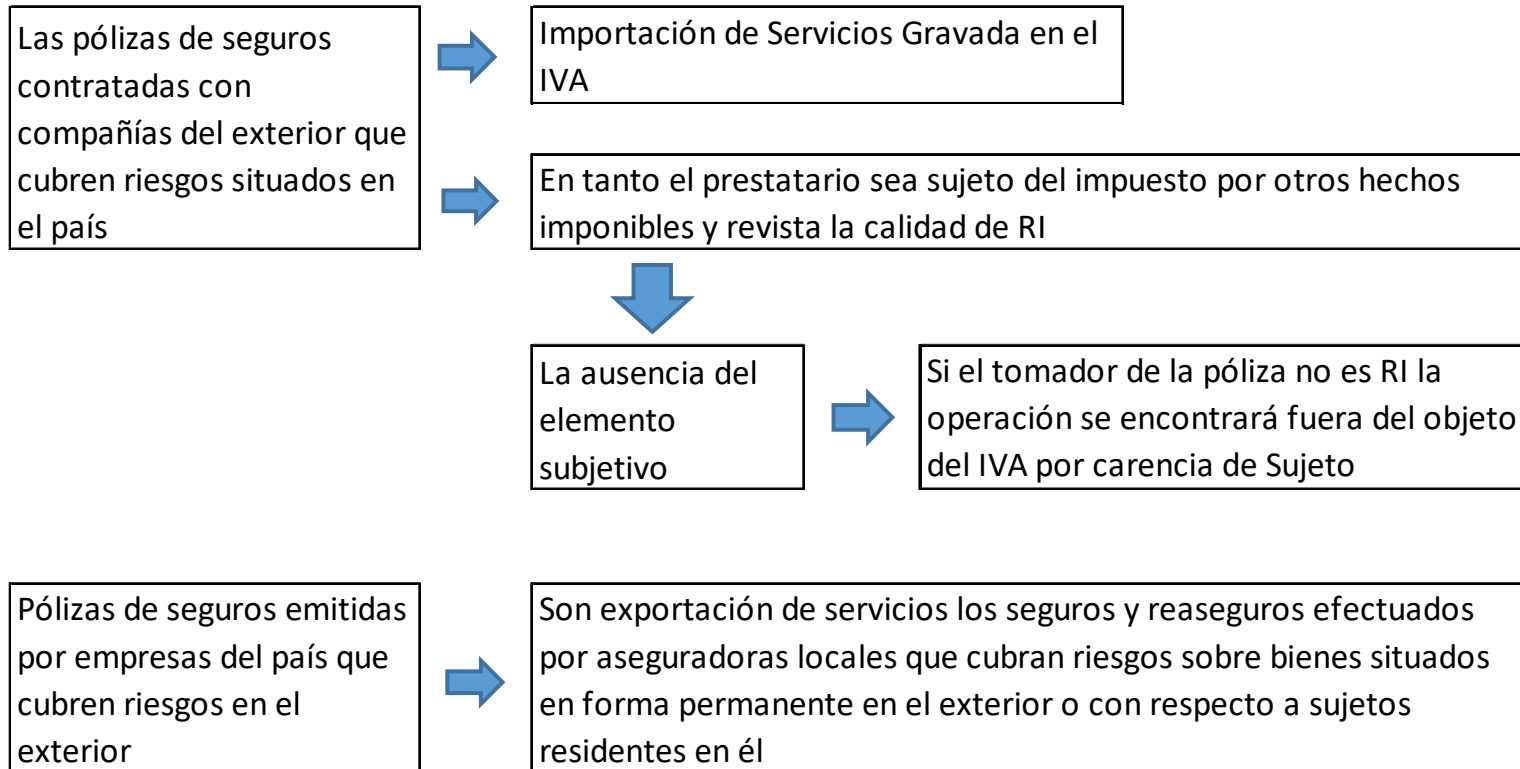 Las pólizas de seguros
contratadas con
compañías del exterior que
cubren riesgos situados en
el país
Importación de Servicios Gravada en el
IVA
En tanto el prestatario sea sujeto del impuesto por otros hechos
imponibles y revista la calidad de RI
La ausencia del
elemento
subjetivo
Si el tomador de la póliza no es RI la
operación se encontrará fuera del objeto
del IVA por carencia de Sujeto
Pólizas de seguros emitidas
por empresas del país que
cubren riesgos en el
exterior
Son exportación de servicios los seguros y reaseguros efectuados
por aseguradoras locales que cubran riesgos sobre bienes situados
en forma permanente en el exterior o con respecto a sujetos
residentes en él